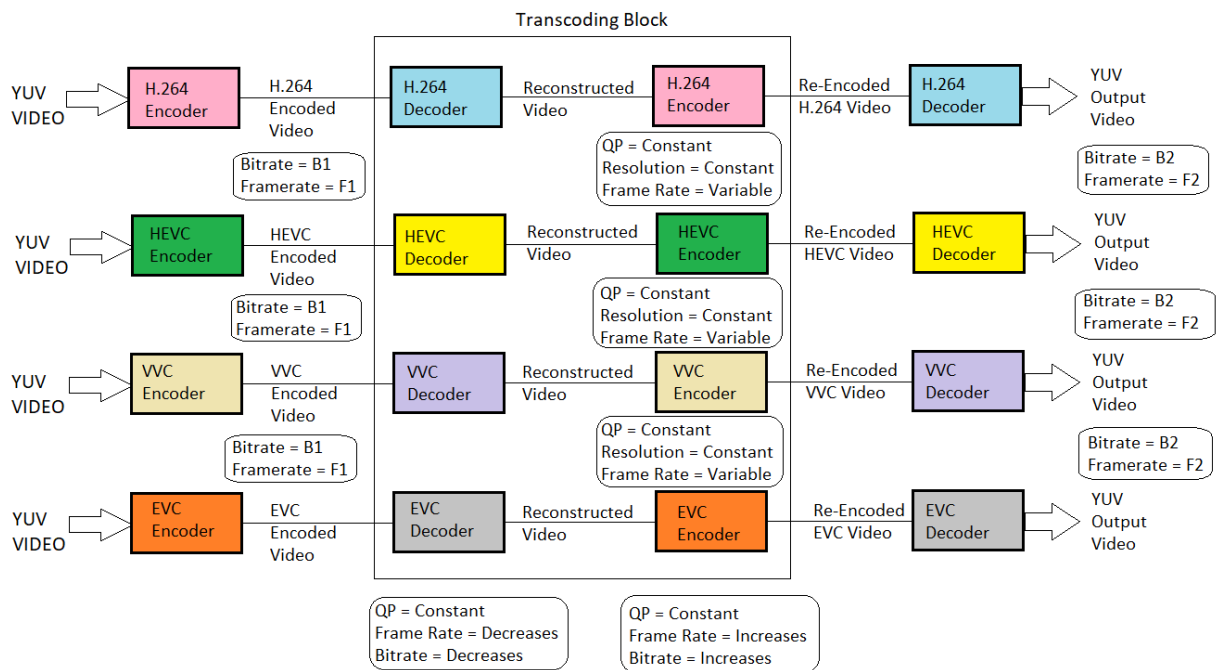 Transcoding Block
YUV
VIDEO
H.264
Encoder
H.264
Encoded
Video
H.264
Decoder
Reconstructed
Video
H.264
Encoder
Re-Encoded
H.264 Video
H.264
Decoder
YUV
Output
Video
Bitrate = B1
Framerate = F1
QP = Constant
Resolution = Constant
Frame Rate = Variable
Bitrate = B2
Framerate = F2
YUV
VIDEO
HEVC
Encoder
HEVC
Encoded
Video
HEVC
Decoder
Reconstructed
Video
HEVC
Encoder
Re-Encoded
HEVC Video
HEVC
Decoder
YUV
Output
Video
Bitrate = B1
Framerate = F1
QP = Constant
Resolution = Constant
Frame Rate = Variable
Bitrate = B2
Framerate = F2
YUV
VIDEO
VVC
Encoder
VVC
Encoded
Video
VVC
Decoder
Reconstructed
Video
VVC
Encoder
Re-Encoded
VVC Video
VVC
Decoder
YUV
Output
Video
Bitrate = B1
Framerate = F1
QP = Constant
Resolution = Constant
Frame Rate = Variable
Bitrate = B2
Framerate = F2
YUV
VIDEO
EVC
Encoder
EVC
Encoded
Video
EVC
Decoder
Reconstructed
Video
EVC
Encoder
Re-Encoded
EVC Video
EVC
Decoder
YUV
Output
Video
QP = Constant
Frame Rate = Decreases
Bitrate = Decreases
QP = Constant
Frame Rate = Increases
Bitrate = Increases